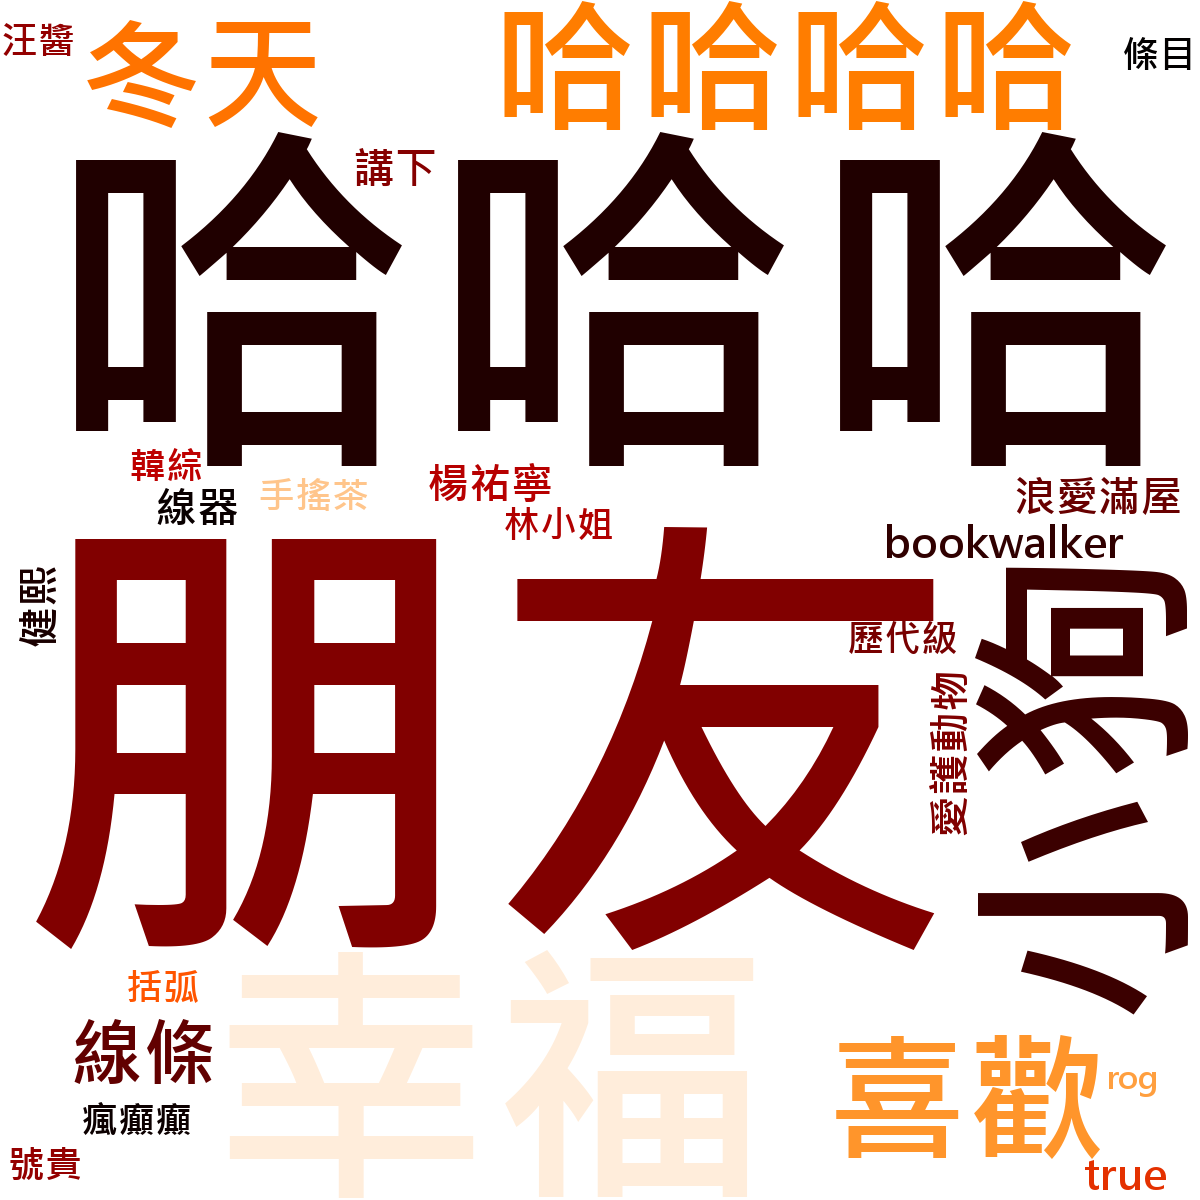 汪醬
冬天
哈哈哈哈
條目
講下
哈哈哈
韓綜
線器
手搖茶
楊祐寧
林小姐
浪愛滿屋
bookwalker
健熙
朋友
歷代級
愛護動物
小狗
幸福
括弧
線條
瘋癲癲
號貴
喜歡
rog
true